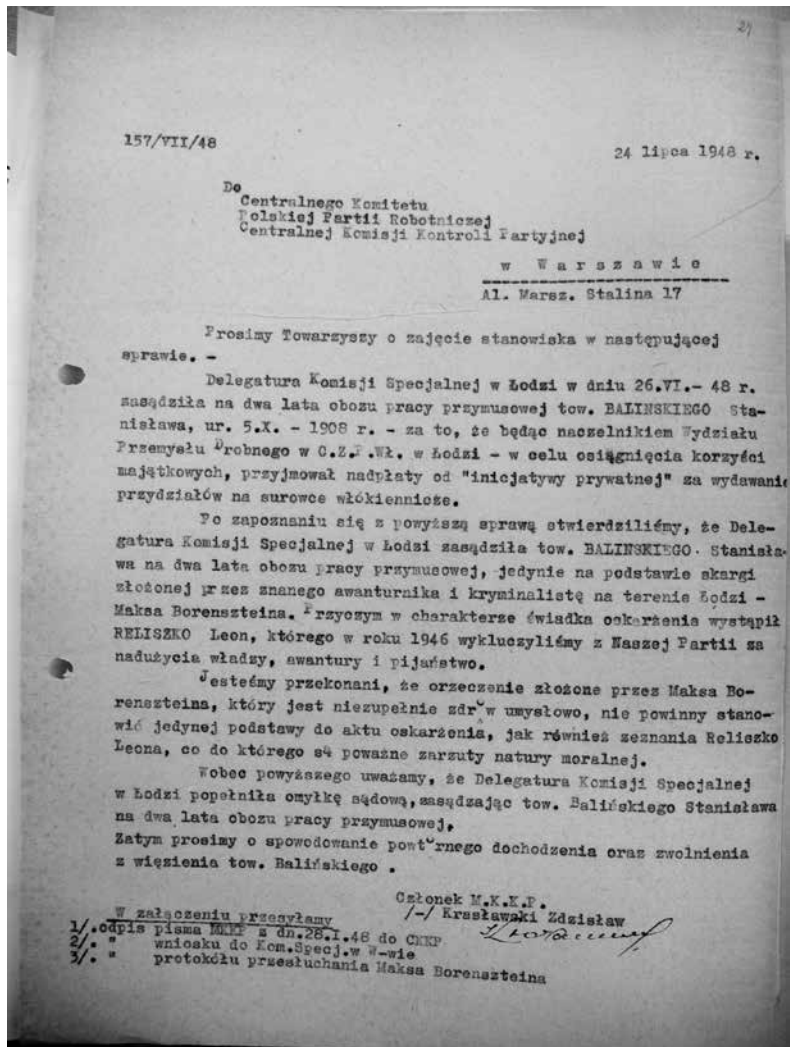 29
157/VII/48
24 lipca 1948 r.
Do
Centralnego Komitetu
Polskiej Partii Robotniczej
Centralnej Komisji Kontroli Partyjnej
w Warszawie
Al. Marsz. Stalina 17
Prosimy Towarzyszy o zajęcie stanowiska w następującej
sprawie. -
Delegatura Komisji Specjalnej w Łodzi w dniu 26.VI.- 48 r.
zasądziła na dwa lata obozu pracy przymusowej tow. BALINSKIEGO Sta-
nisława, ur. 5.X. - 1908 r. - za to, że będąc naczelnikiem Wydziału
Przemysłu Drobnego w C.Z.P.Wł. w Łodzi - w celu osiągnięcia korzyści
majątkowych, przyjmował nadpłaty od "inicjatywy prywatnej" za wydawanie
przydziałów na surowce włókiennicze.
Po zapoznaniu się z powyższą sprawą stwierdziliśmy, że Dele-
gatura Komisji Specjalnej w Łodzi zasądziła tow. BALINSKIEGO Stanisła-
wa na dwa lata obozu pracy przymusowej, jedynie na podstawie skargi
złożonej przez znanego awanturnika i kryminalistę na terenie Łodzi -
Maksa Borenszteina. Przyczym w charakterze świadka oskarżenia wystąpił
RELISZKO Leon, którego w roku 1946 wykluczyliśmy z Naszej Partii za
nadużycia władzy, awantury i pijaństwo.
Jesteśmy przekonani, że orzeczenie złożone przez Maksa Bo-
renszteina, który jest niezupełnie zdrów umysłowo, nie powinny stano-
wić jedynej podstawy do aktu oskarżenia, jak również zeznania Reliszko
Leona, co do którego są poważne zarzuty natury moralnej.
Wobec powyższego uważamy, że Delegatura Komisji Specjalnej
w Łodzi popełniła omyłkę sądową, zasądzając tow. Balińskiego Stanisława
na dwa lata obozu pracy przymusowej,
Zatym prosimy o spowodowanie powtórnego dochodzenia oraz zwolnienia
z więzienia tow. Balińskiego .
Członek M.K.K.P.
/-/ Krasławski Zdzisław
W załączeniu przesyłamy
1/.odpis pisma MKKP z dn.28.I.48 do CKKP
2/. " wniosku do Kom.Specj.w W-wie
3/. " protokółu przesłuchania Maksa Borenszteina